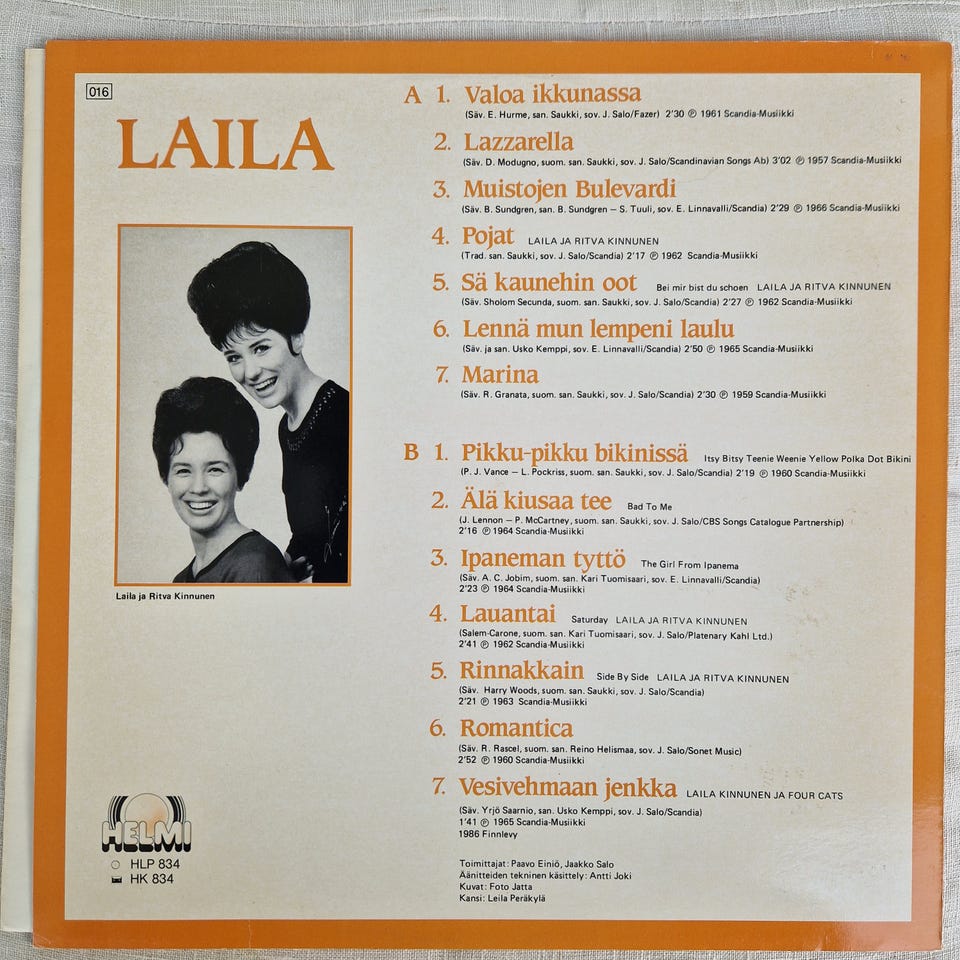 016
LAILA
Laila ja Ritva Kinnunen
A 1. Valoa ikkunassa
(Säv. E. Hurme, san. Saukki, sov. J. Salo/Fazer) 2'30 ℗ 1961 Scandia-Musiikki
2. Lazzarella
(Säv. D. Modugno, suom. san. Saukki, sov. J. Salo/Scandinavian Songs Ab) 3'02 ℗ 1957 Scandia-Musiikki
3. Muistojen Bulevardi
(Säv. B. Sundgren, san. B. Sundgren – S. Tuuli, sov. E. Linnavalli/Scandia) 2'29 ℗ 1966 Scandia-Musiikki
4. Pojat LAILA JA RITVA KINNUNEN
(Trad. san. Saukki, sov. J. Salo/Scandia) 2'17 ℗ 1962 Scandia-Musiikki
5. Sä kaunehin oot Bei mir bist du schoen LAILA JA RITVA KINNUNEN
(Säv. Sholom Secunda, suom. san. Saukki, sov. J. Salo/Scandia) 2'27 ℗ 1962 Scandia-Musiikki
6. Lennä mun lempeni laulu
(Säv. ja san. Usko Kemppi, sov. E. Linnavalli/Scandia) 2'50 ℗ 1965 Scandia-Musiikki
7. Marina
(Säv. R. Granata, suom. san. Saukki, sov. J. Salo/Scandia) 2'30 ℗ 1959 Scandia-Musiikki
B 1. Pikku-pikku bikinissä Itsy Bitsy Teenie Weenie Yellow Polka Dot Bikini
(P. J. Vance – L. Pockriss, suom. san. Saukki, sov. J. Salo/Scandia) 2'19 ℗ 1960 Scandia-Musiikki
2. Älä kiusaa tee Bad To Me
(J. Lennon – P. McCartney, suom. san. Saukki, sov. J. Salo/CBS Songs Catalogue Partnership)
2'16 ℗ 1964 Scandia-Musiikki
3. Ipaneman tyttö The Girl From Ipanema
(Säv. A. C. Jobim, suom. san. Kari Tuomisaari, sov. E. Linnavalli/Scandia)
2'23 ℗ 1964 Scandia-Musiikki
4. Lauantai Saturday LAILA JA RITVA KINNUNEN
(Salem-Carone, suom. san. Kari Tuomisaari, sov. J. Salo/Platenary Kahl Ltd.)
2'41 ℗ 1962 Scandia-Musiikki
5. Rinnakkain Side By Side LAILA JA RITVA KINNUNEN
(Säv. Harry Woods, suom. san. Saukki, sov. J. Salo/Scandia)
2'21 ℗ 1963 Scandia-Musiikki
6. Romantica
(Säv. R. Rascel, suom. san. Reino Helismaa, sov. J. Salo/Sonet Music)
2'52 ℗ 1960 Scandia-Musiikki
7. Vesivehmaan jenkka LAILA KINNUNEN JA FOUR CATS
(Säv. Yrjö Saarnio, san. Usko Kemppi, sov. J. Salo/Scandia)
1'41 ℗ 1965 Scandia-Musiikki
1986 Finnlevy
Toimittajat: Paavo Einiö, Jaakko Salo
Äänitteiden tekninen käsittely: Antti Joki
Kuvat: Foto Jatta
Kansi: Leila Peräkylä
HELMI
HLP 834
HK 834